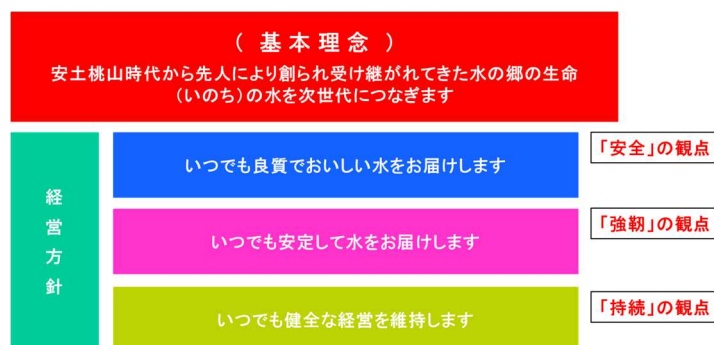 ( 基本理念 )
安土桃山時代から先人により創られ受け継がれてきた水の郷の生命
(いのち)の水を次世代につなぎます
経営方針
いつでも良質でおいしい水をお届けします
「安全」の観点
いつでも安定して水をお届けします
「強靭」の観点
いつでも健全な経営を維持します
「持続」の観点